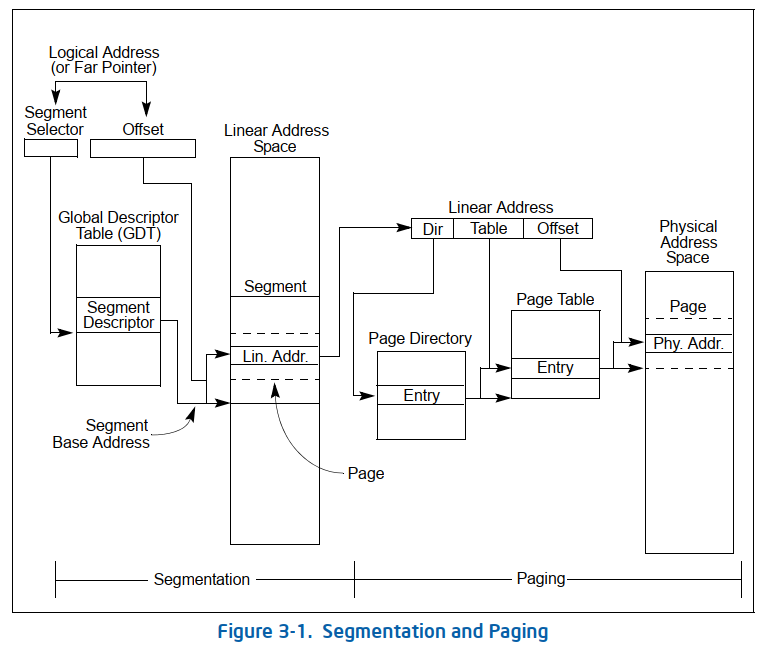 Logical Address
(or Far Pointer)
Segment
Selector
Offset
Linear Address
Space
Global Descriptor
Table (GDT)
Segment
Descriptor
Segment
Base Address
Segment
Lin. Addr.
Page
Linear Address
Dir
Table
Offset
Page Directory
Entry
Page Table
Entry
Physical
Address
Space
Page
Phy. Addr.
Segmentation
Paging
Figure 3-1. Segmentation and Paging